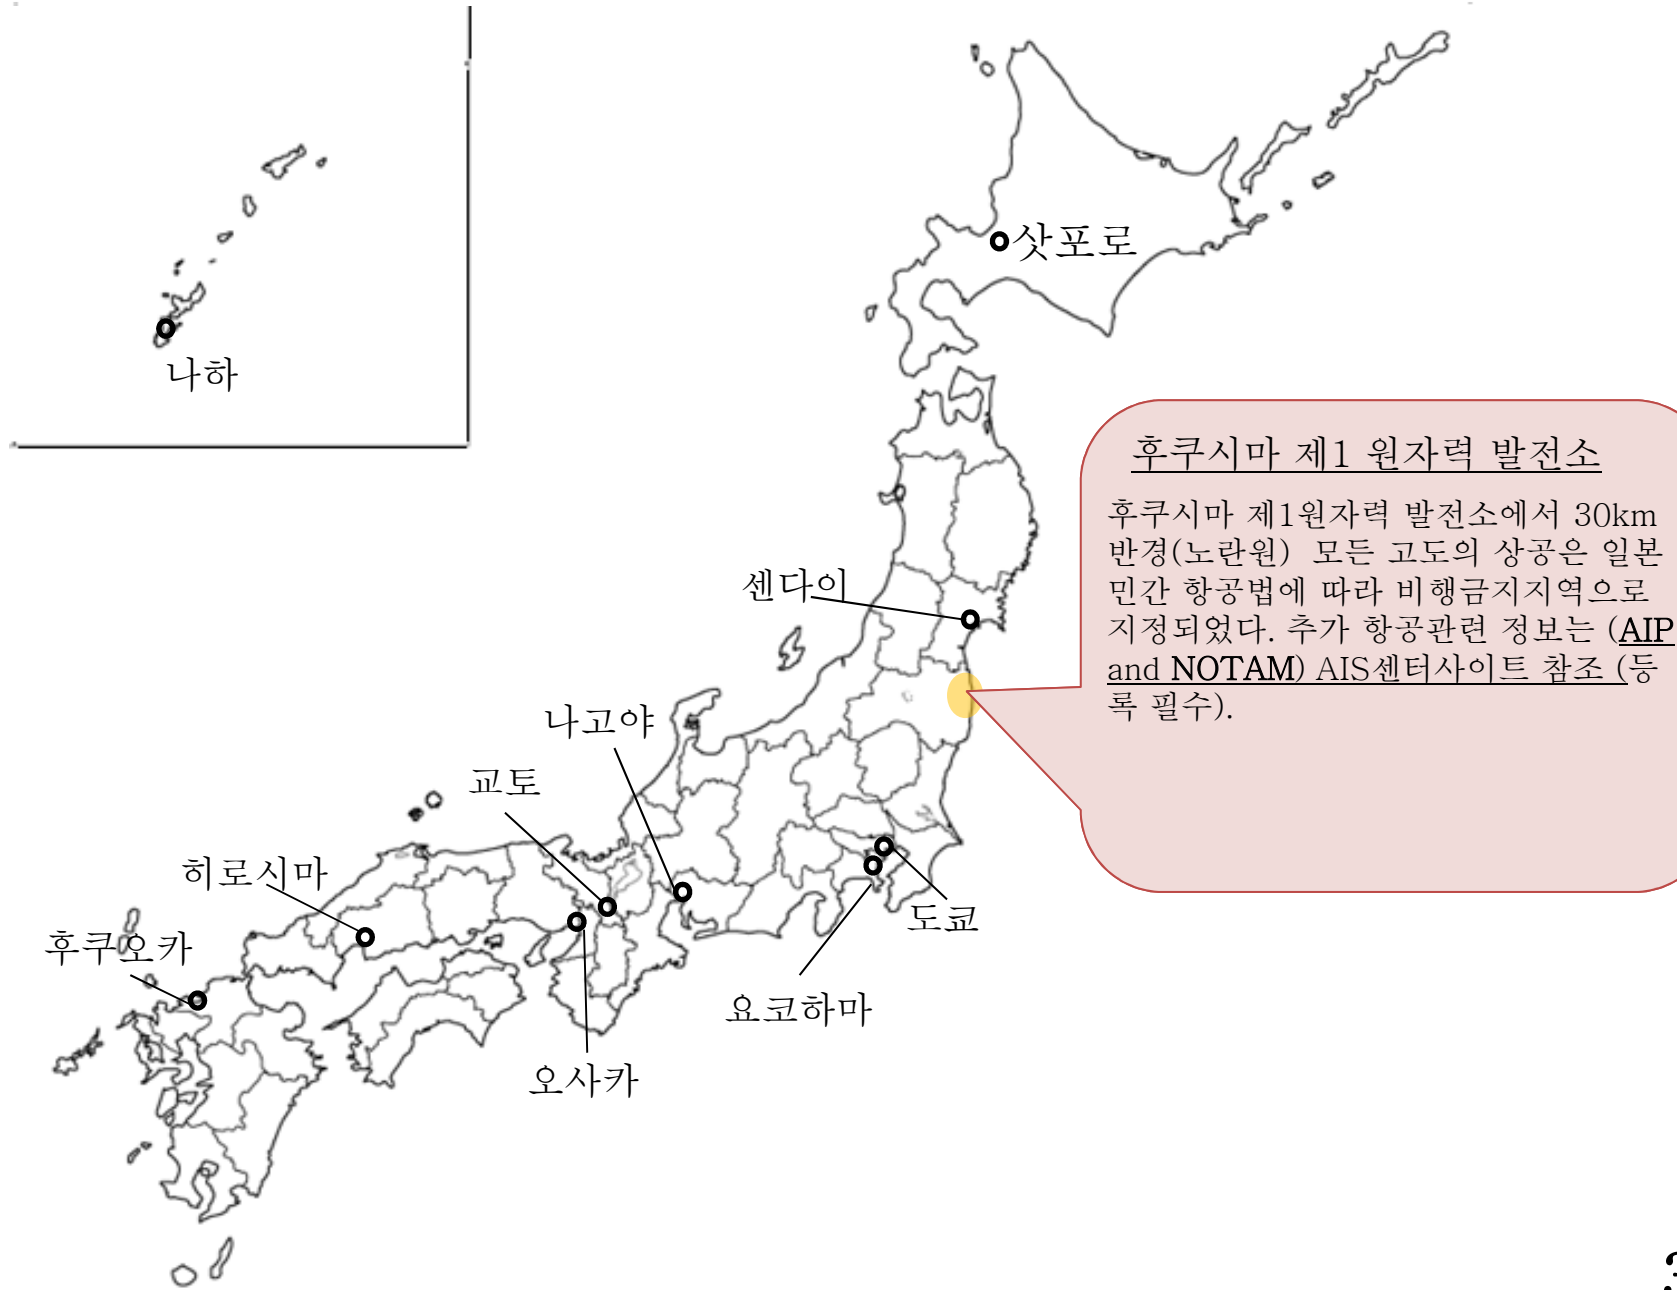 삿포로
나하
후쿠시마 제1 원자력 발전소
후쿠시마 제1원자력 발전소에서 30km
반경(노란원) 모든 고도의 상공은 일본
민간 항공법에 따라 비행금지지역으로
지정되었다. 추가 항공관련 정보는 (AIP
and NOTAM) AIS센터사이트 참조 (등
록 필수).
센다이
나고야
교토
히로시마
후쿠오카
도쿄
요코하마
오사카